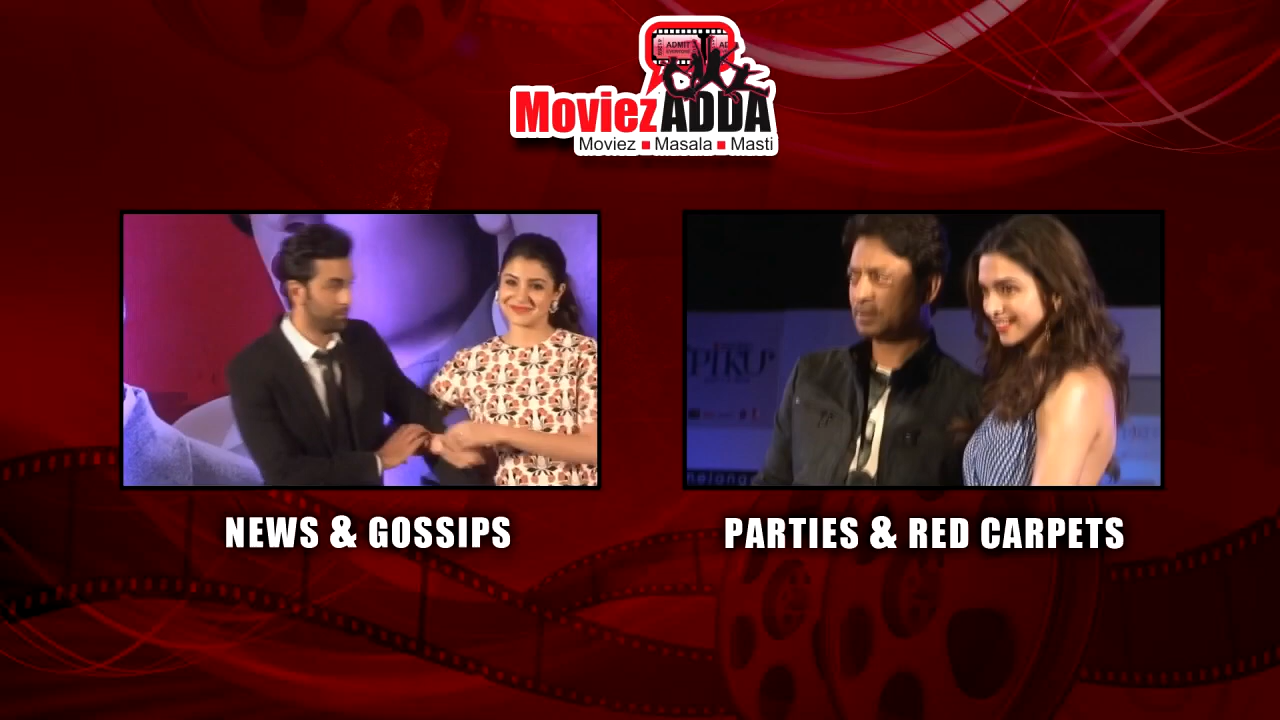 ADMIT
MoviezADDA
Moviez ▪ Masala ▪ Masti
PIKU
NEWS & GOSSIPS
PARTIES & RED CARPETS